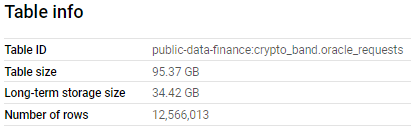 Table info
Table ID public-data-finance:crypto_band.oracle_requests
Table size 95.37 GB
Long-term storage size 34.42 GB
Number of rows 12,566,013